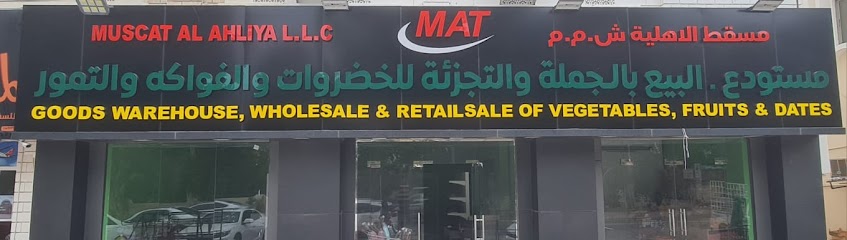 MUSCAT AL AHLiYA L.L.C
MAT
مسقط الاهلية ش.م.م
مستودع . البيع بالجملة والتجزئة للخضروات والفواكه والتمور
GOODS WAREHOUSE, WHOLESALE & RETAILSALE OF VEGETABLES, FRUITS & DATES